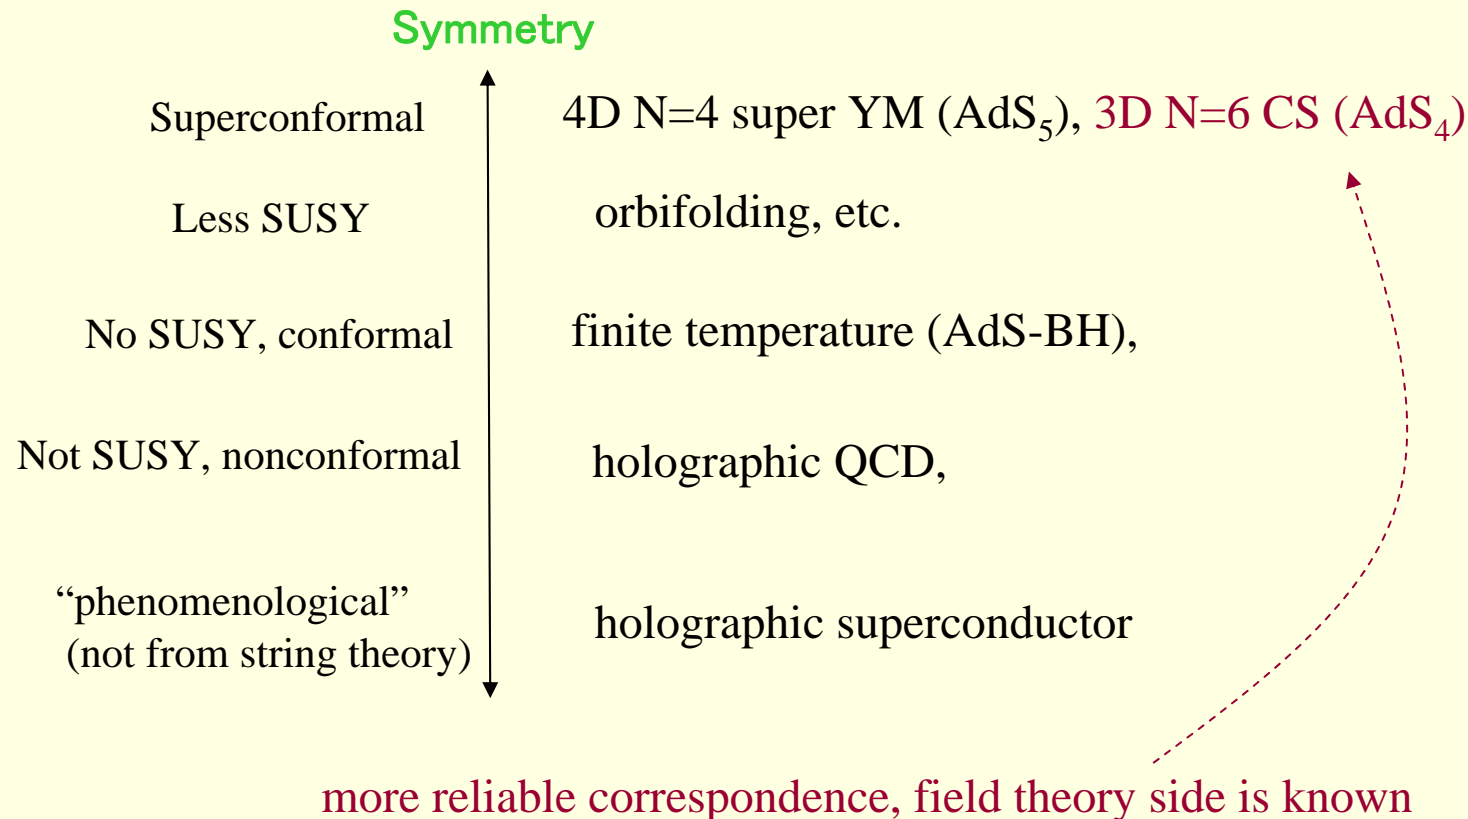 Symmetry
Superconformal 4D N=4 super YM (AdS₅), 3D N=6 CS (AdS₄)
Less SUSY orbifolding, etc.
No SUSY, conformal finite temperature (AdS-BH),
Not SUSY, nonconformal holographic QCD,
“phenomenological”
(not from string theory) holographic superconductor
more reliable correspondence, field theory side is known